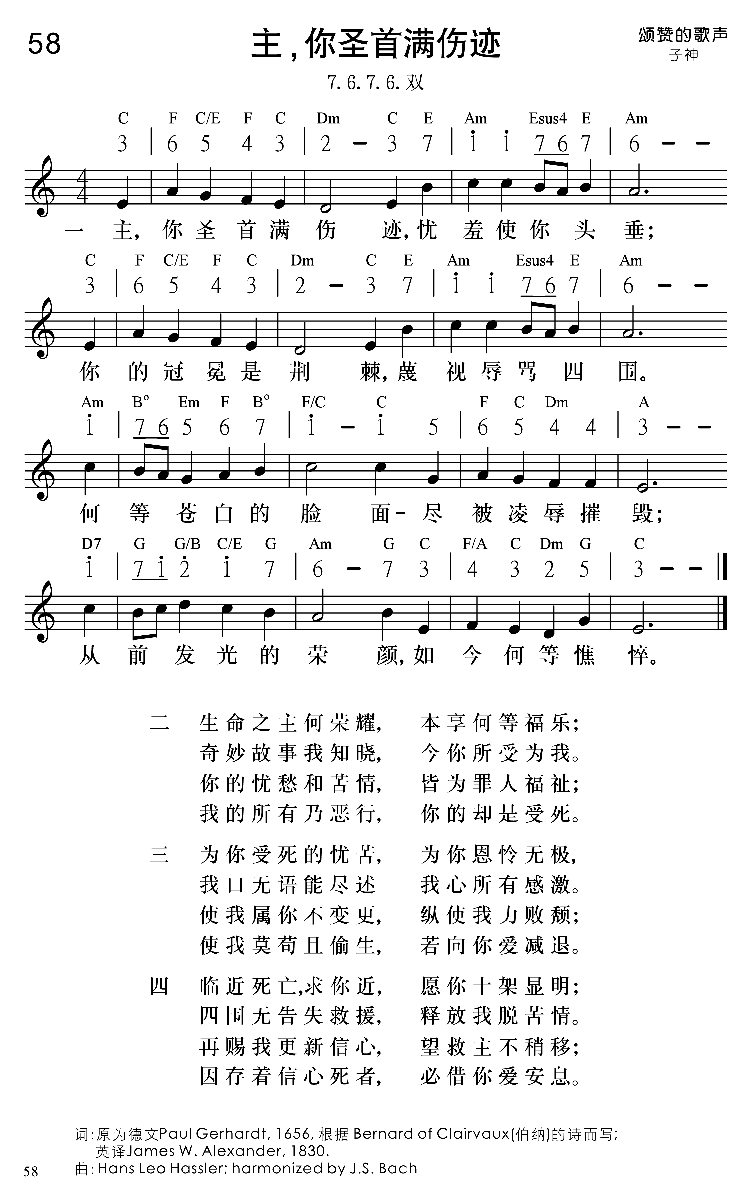 58 主,你圣首满伤迹 颂赞的歌声
子神
7.6.7.6.双
C F C/E F C Dm C E Am Esus4 E Am
3 | 6 5 4 3 | 2 - 3 7 | i i 7 6 7 | 6 - -
4/4
一 主,你圣首满伤 迹,忧羞使你头垂;
C F C/E F C Dm C E Am Esus4 E Am
3 | 6 5 4 3 | 2 - 3 7 | i i 7 6 7 | 6 - -
你的冠冕是荆 棘,蔑视辱骂四围。
Am B° Em F B° F/C C F C Dm A
i | 7 6 5 6 7 | i - i 5 | 6 5 4 4 | 3 - -
何等苍白的脸 面-尽被凌辱摧毁;
D7 G G/B C/E G Am G C F/A C Dm G C
i | 7 i 2 i 7 | 6 - 7 3 | 4 3 2 5 | 3 - - ‖
从前发光的荣 颜,如今何等憔悴。
二 生命之主何荣耀, 本享何等福乐;
奇妙故事我知晓, 今你所受为我。
你的忧愁和苦情, 皆为罪人福祉;
我的所有乃恶行, 你的却是受死。
三 为你受死的忧苦, 为你恩怜无极,
我口无语能尽述 我心所有感激。
使我属你不变更, 纵使我力败颓;
使我莫苟且偷生, 若向你爱减退。
四 临近死亡,求你近, 愿你十架显明;
四围无告失救援, 释放我脱苦情。
再赐我更新信心, 望救主不稍移;
因存着信心死者, 必借你爱安息。
词:原为德文Paul Gerhardt, 1656, 根据 Bernard of Clairvaux(伯纳)的诗而写;
英译James W. Alexander, 1830.
58 曲: Hans Leo Hassler; harmonized by J.S. Bach